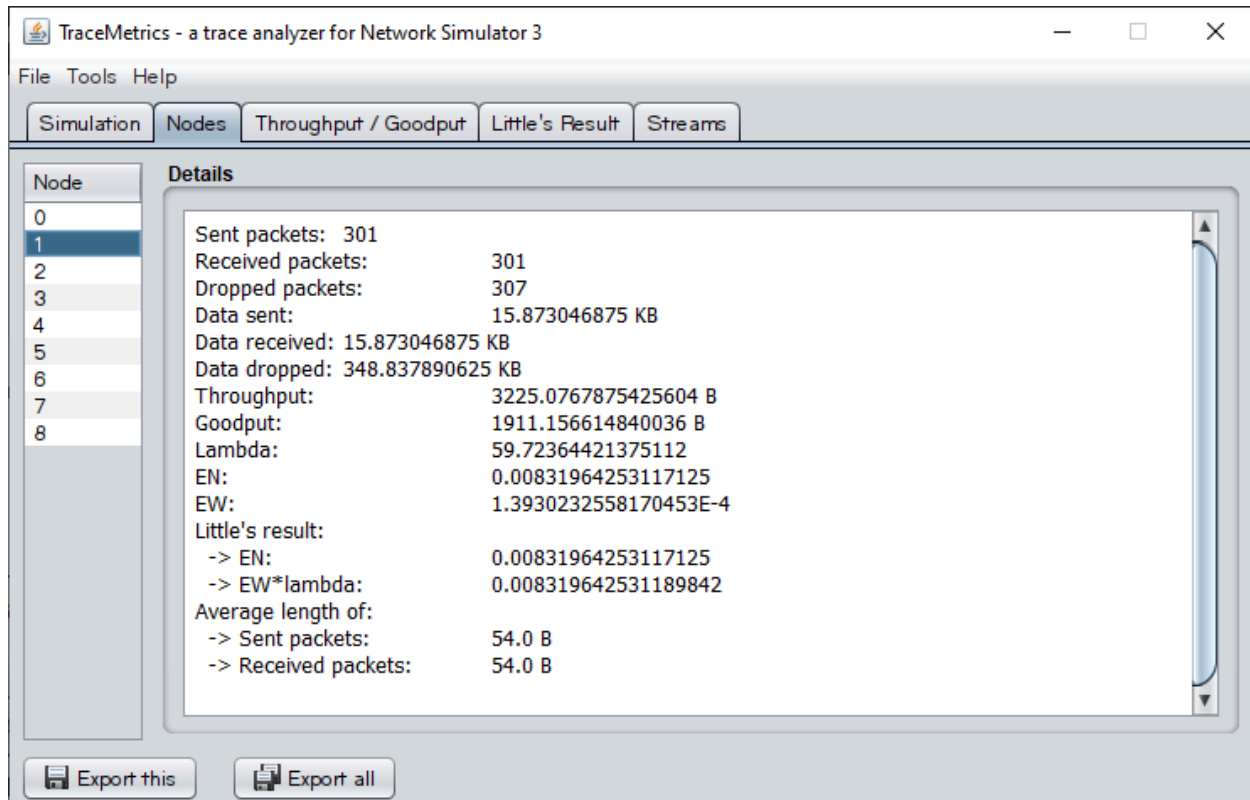 TraceMetrics - a trace analyzer for Network Simulator 3
File Tools Help
Simulation Nodes Throughput / Goodput Little's Result Streams
Node
0
1
2
3
4
5
6
7
8
Details
Sent packets: 301
Received packets: 301
Dropped packets: 307
Data sent: 15.873046875 KB
Data received: 15.873046875 KB
Data dropped: 348.837890625 KB
Throughput: 3225.0767875425604 B
Goodput: 1911.156614840036 B
Lambda: 59.72364421375112
EN: 0.00831964253117125
EW: 1.3930232558170453E-4
Little's result:
-> EN: 0.00831964253117125
-> EW*lambda: 0.008319642531189842
Average length of:
-> Sent packets: 54.0 B
-> Received packets: 54.0 B
Export this Export all